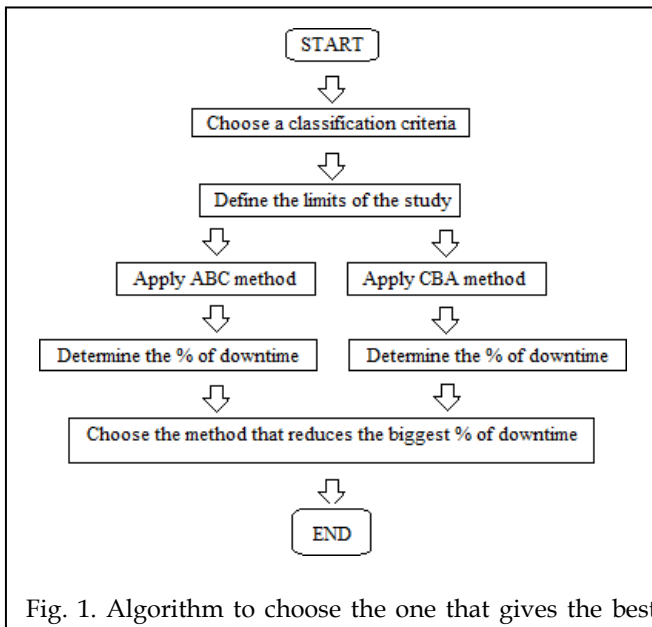 START
Choose a classification criteria
Define the limits of the study
Apply ABC method
Apply CBA method
Determine the % of downtime
Determine the % of downtime
Choose the method that reduces the biggest % of downtime
END
Fig. 1. Algorithm to choose the one that gives the best